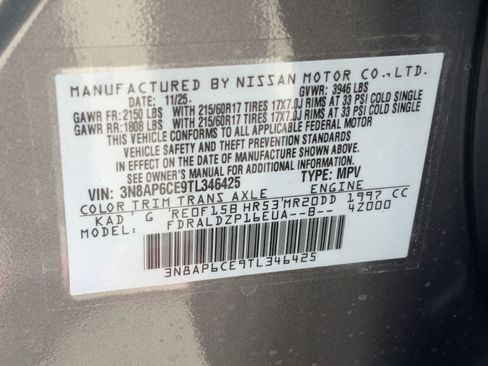 MANUFACTURED BY NISSAN MOTOR CO.,LTD.
DATE: 11/25. GVWR: 3946 LBS
GAWR FR: 2150 LBS WITH 215/60R17 TIRES 17X7.0J RIMS AT 33 PSI COLD SINGLE
GAWR RR: 1808 LBS WITH 215/60R17 TIRES 17X7.0J RIMS AT 33 PSI COLD SINGLE
THIS VEHICLE CONFORMS TO ALL APPLICABLE FEDERAL MOTOR
VEHICLE SAFETY AND THEFT PREVENTION STANDARDS
IN EFFECT ON THE DATE OF MANUFACTURE SHOWN ABOVE.
SEE OWNER'S MANUAL FOR ADDITIONAL INFORMATION.
VIN: 3N8AP6CE9TL346425 TYPE: MPV
COLOR TRIM TRANS AXLE ENGINE
KAD G RE0F15B HR53 MR20DD 1997 CC
MODEL: FDRALDZP16EUA--B-- 42000
3N8AP6CE9TL346425